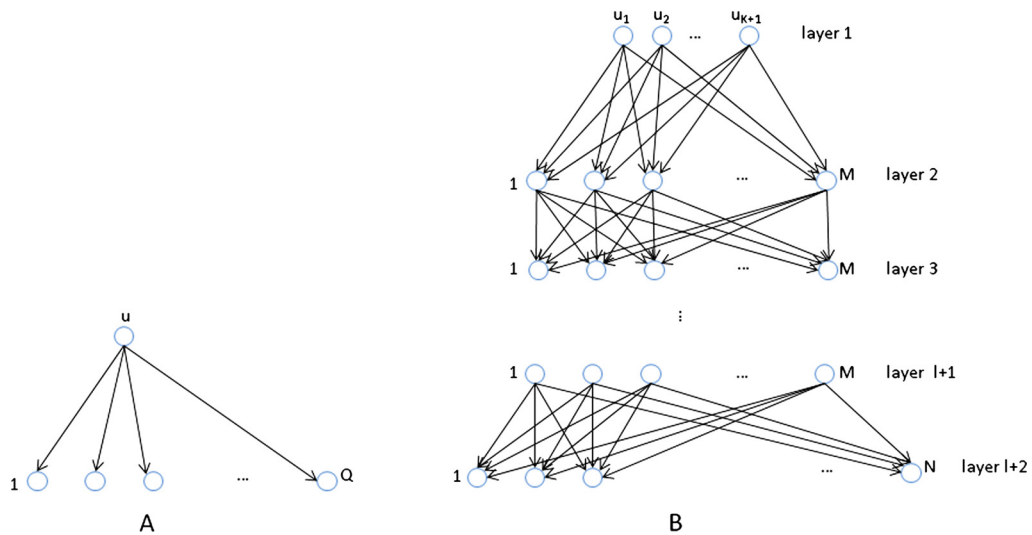 u1 u2 ... uK+1 layer 1
1 ... M layer 2
1 ... M layer 3
...
u
1 ... M layer l+1
1 ... Q
1 ... N layer l+2
A
B